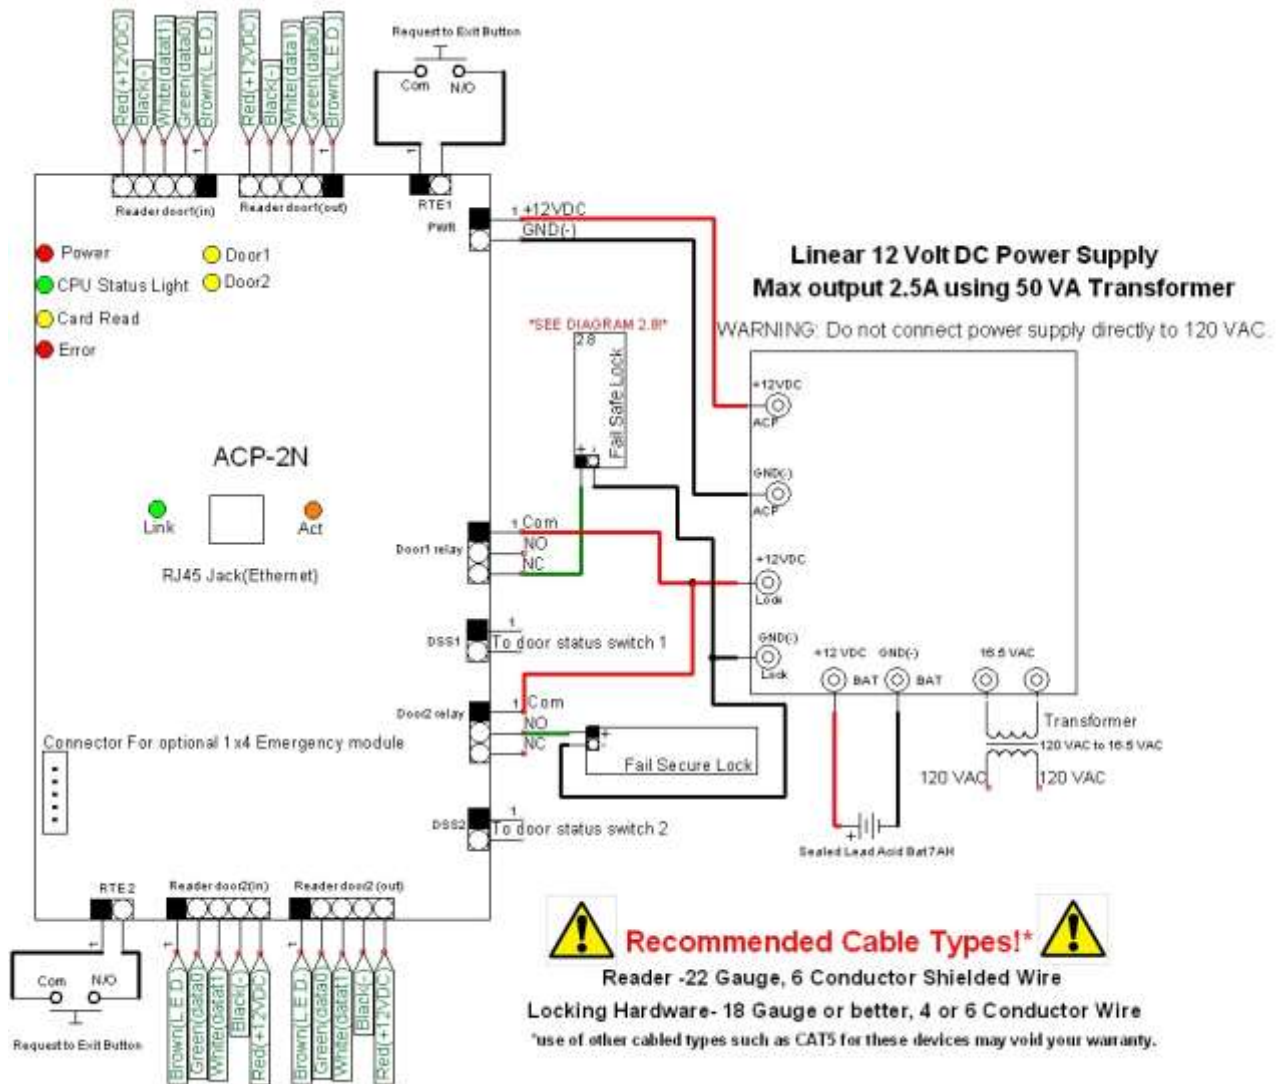 Red(+12VDC)
Black(-)
White(datat1)
Green(data0)
Brown(L.E.D.)
Red(+12VDC)
Black(-)
White(data1)
Green(data0)
Brown(L.E.D.)
Request to Exit Button
Com
N/O
1
1
1
Reader door1(in)
Reader door1(out)
RTE1
PWR
1
+12VDC
GND(-)
Power
CPU Status Light
Card Read
Error
Door1
Door2
Linear 12 Volt DC Power Supply
Max output 2.5A using 50 VA Transformer
WARNING: Do not connect power supply directly to 120 VAC.
*SEE DIAGRAM 2.8!*
2.8
Fail Safe Lock
+ -
+12VDC
ACP
GND(-)
ACP
+12VDC
Lock
GND(-)
Lock
ACP-2N
Link
Act
RJ45 Jack(Ethernet)
Door1 relay
1
Com
NO
NC
DSS1
1
To door status switch 1
Door2 relay
1
Com
NO
NC
+
-
Fail Secure Lock
+12 VDC
BAT
GND(-)
BAT
16.5 VAC
Transformer
120 VAC to 16.5 VAC
120 VAC
120 VAC
+
Sealed Lead Acid Bat 7AH
Connector For optional 1x4 Emergency module
DSS2
1
To door status switch 2
RTE2
Reader door2(in)
Reader door2 (out)
1
1
1
Com
N/O
Request to Exit Button
Brown(L.E.D.)
Green(data0)
White(datat1)
Black(-)
Red(+12VDC)
Brown(L.E.D.)
Green(data0)
White(datat1)
Black(-)
Red(+12VDC)
Recommended Cable Types!*
Reader -22 Gauge, 6 Conductor Shielded Wire
Locking Hardware- 18 Gauge or better, 4 or 6 Conductor Wire
*use of other cabled types such as CAT5 for these devices may void your warranty.